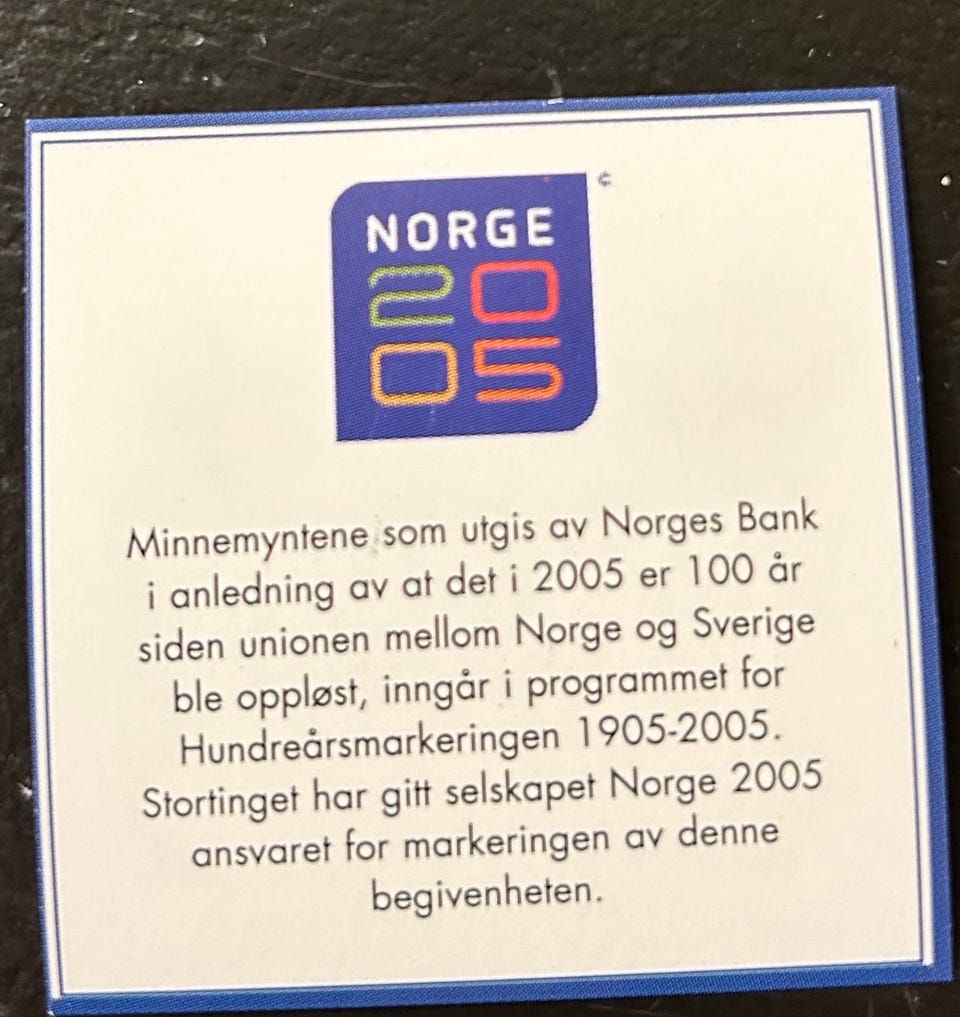 NORGE
20
05
Minnemyntene som utgis av Norges Bank
i anledning av at det i 2005 er 100 år
siden unionen mellom Norge og Sverige
ble oppløst, inngår i programmet for
Hundreårsmarkeringen 1905-2005.
Stortinget har gitt selskapet Norge 2005
ansvaret for markeringen av denne
begivenheten.